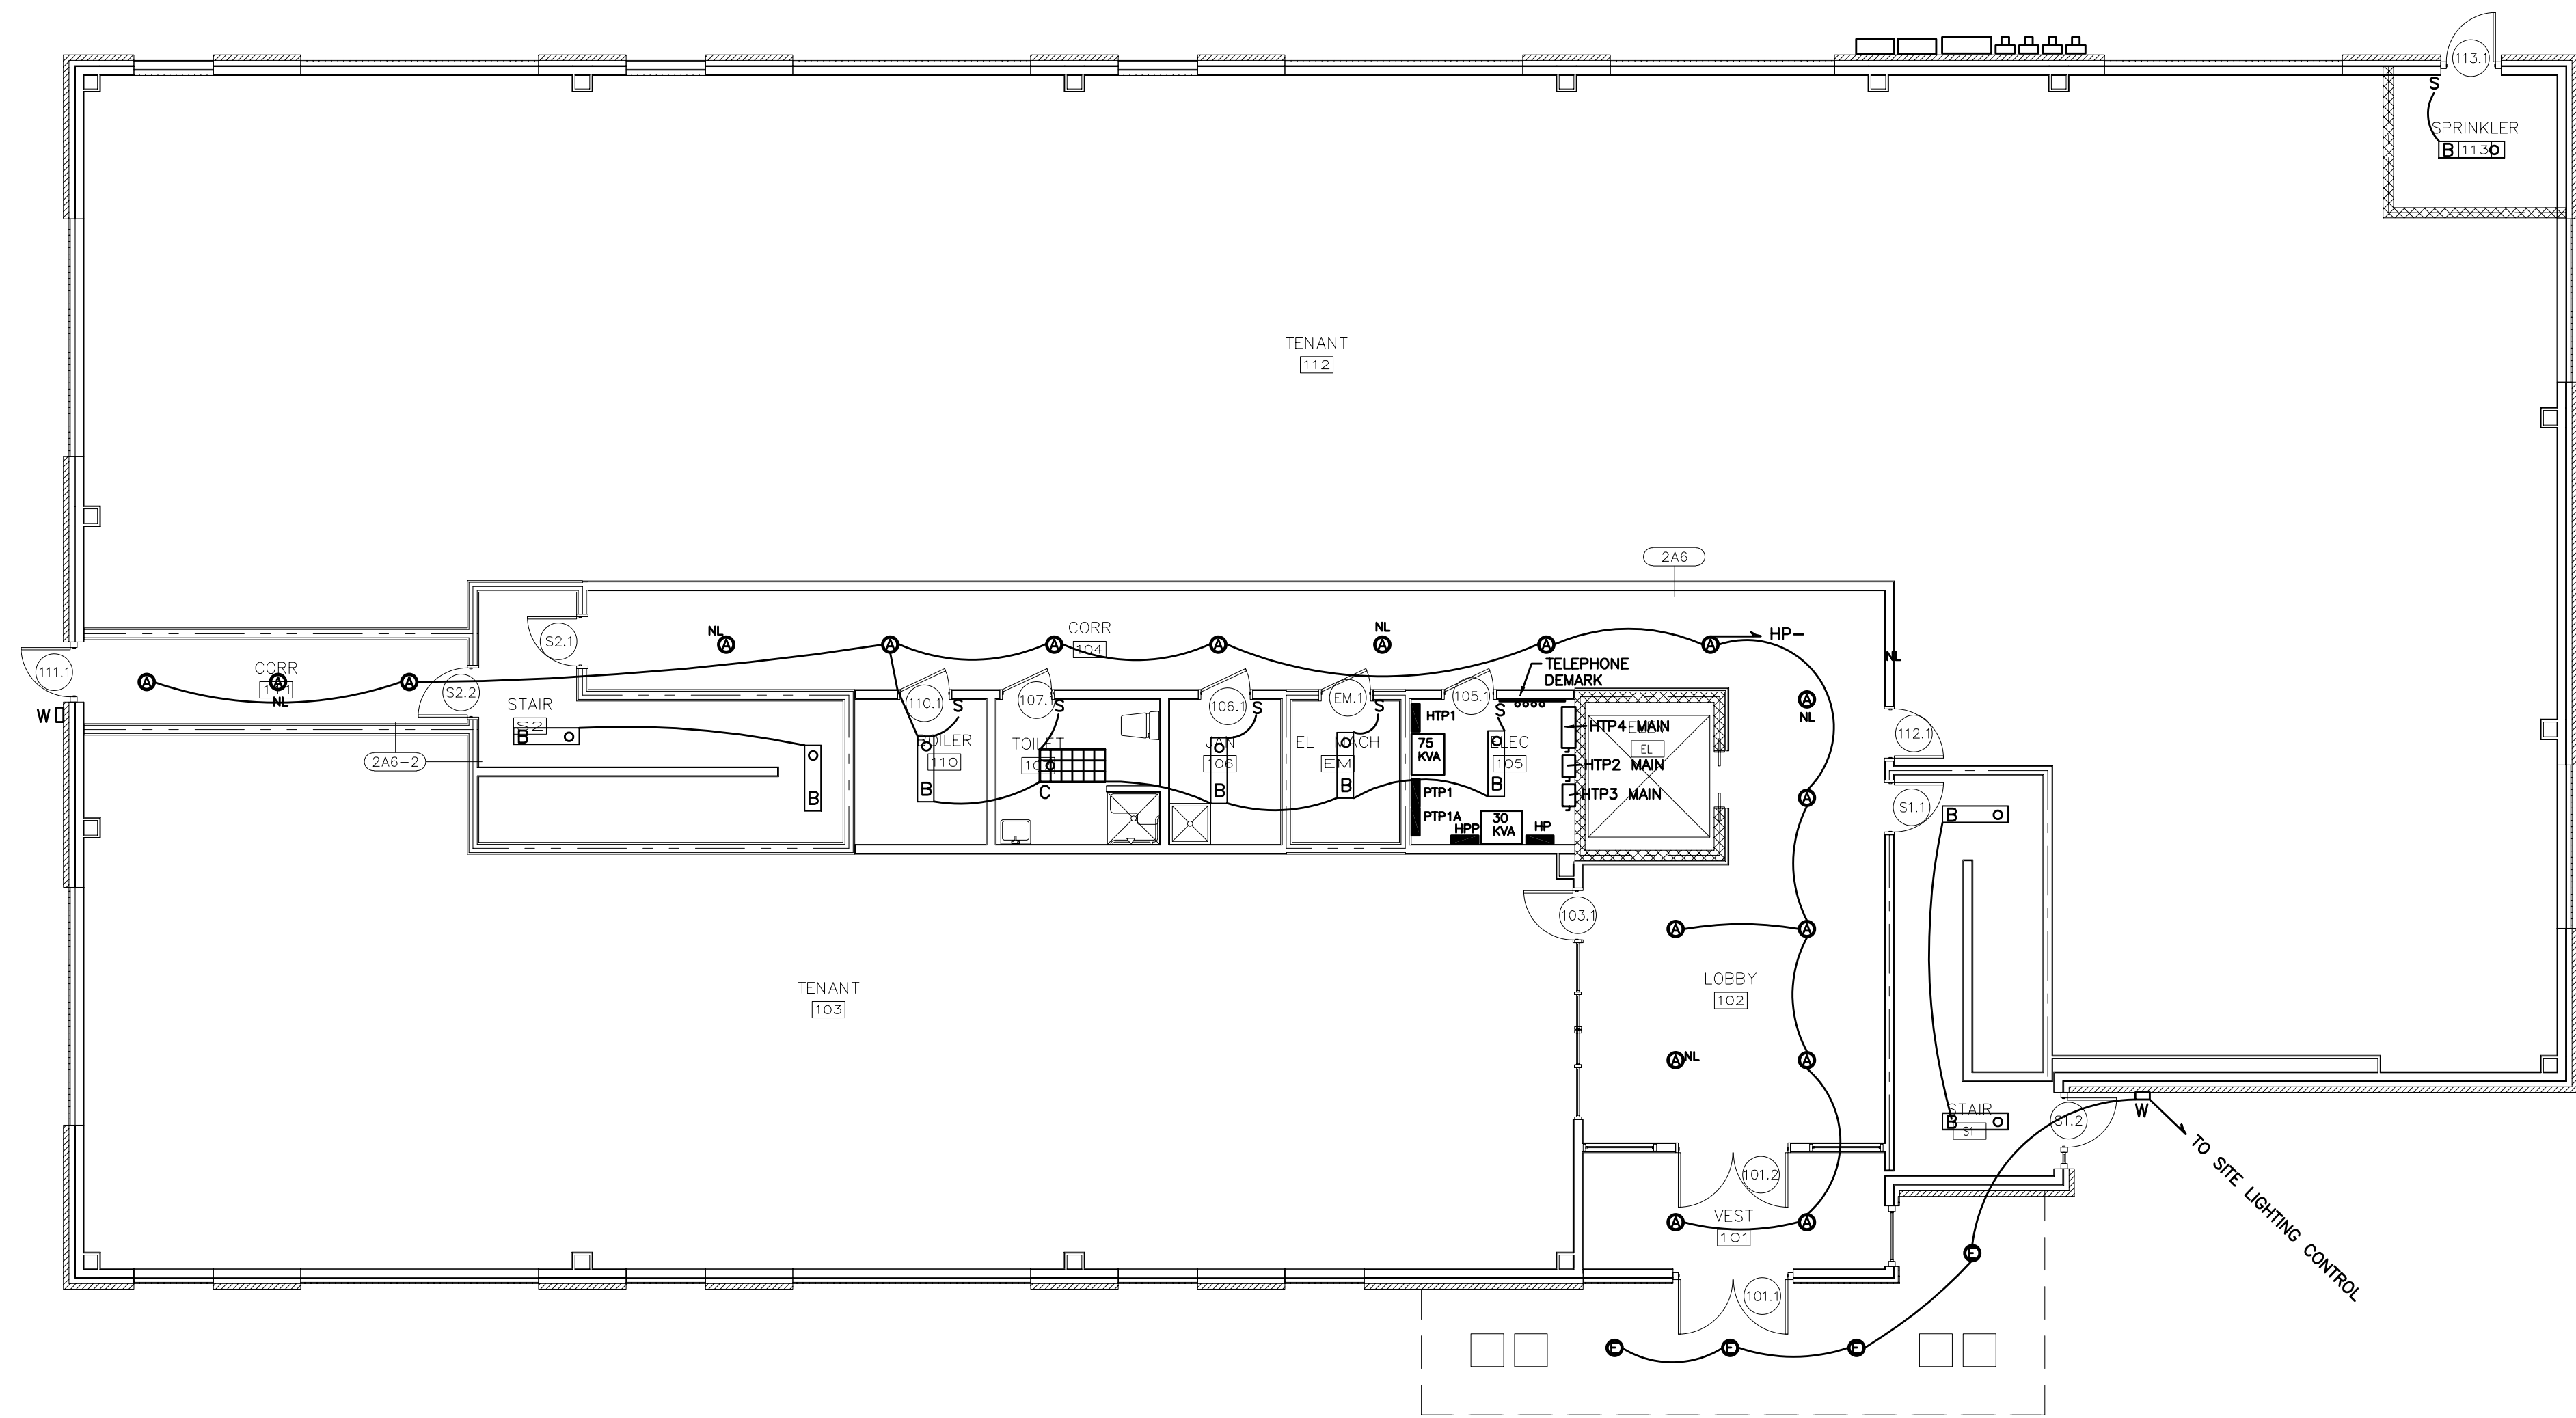 113.1
S
SPRINKLER
B 113
TENANT
112
2A6
S2.1
NL
A
A
CORR
A
104
A
NL
A
A
A
HP-
TELEPHONE
DEMARK
NL
111.1
CORR
A
A
111
NL
A
S2.2
W
STAIR
S2
B
B
2A6-2
110.1
S
BOILER
110
B
107.1
S
TOILET
C
106.1
S
JAN
106
B
EM.1
S
EL MACH
EM
B
105.1
S
ELEC
105
B
HTP1
75
KVA
PTP1
PTP1A
HPP
30
KVA
HP
HTP4 MAIN
EL
HTP2 MAIN
HTP3 MAIN
A
NL
112.1
A
S1.1
B
103.1
A
A
LOBBY
102
A
NL
A
TENANT
103
STAIR
B
S1
S1.2
W
TO SITE LIGHTING CONTROL
101.2
VEST
A
A
101
F
101.1
F
F
F